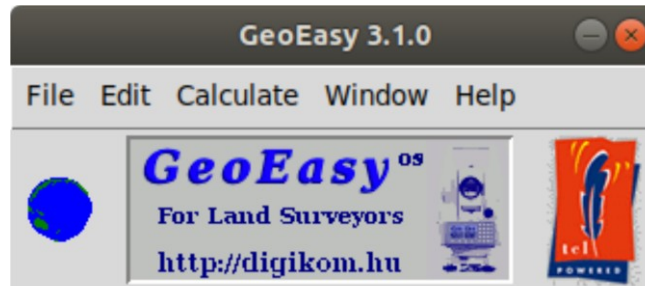 GeoEasy 3.1.0
File Edit Calculate Window Help
GeoEasy os
For Land Surveyors
http://digikom.hu
tcl
POWERED